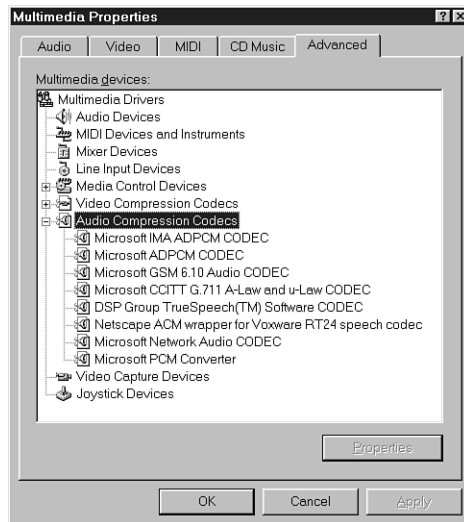 Multimedia Properties
Audio
Video
MIDI
CD Music
Advanced
Multimedia devices:
Multimedia Drivers
Audio Devices
MIDI Devices and Instruments
Mixer Devices
Line Input Devices
Media Control Devices
Video Compression Codecs
Audio Compression Codecs
Microsoft IMA ADPCM CODEC
Microsoft ADPCM CODEC
Microsoft GSM 6.10 Audio CODEC
Microsoft CCITT G.711 A-Law and u-Law CODEC
DSP Group TrueSpeech(TM) Software CODEC
Netscape ACM wrapper for Voxware RT24 speech codec
Microsoft Network Audio CODEC
Microsoft PCM Converter
Video Capture Devices
Joystick Devices
Properties
OK
Cancel
Apply